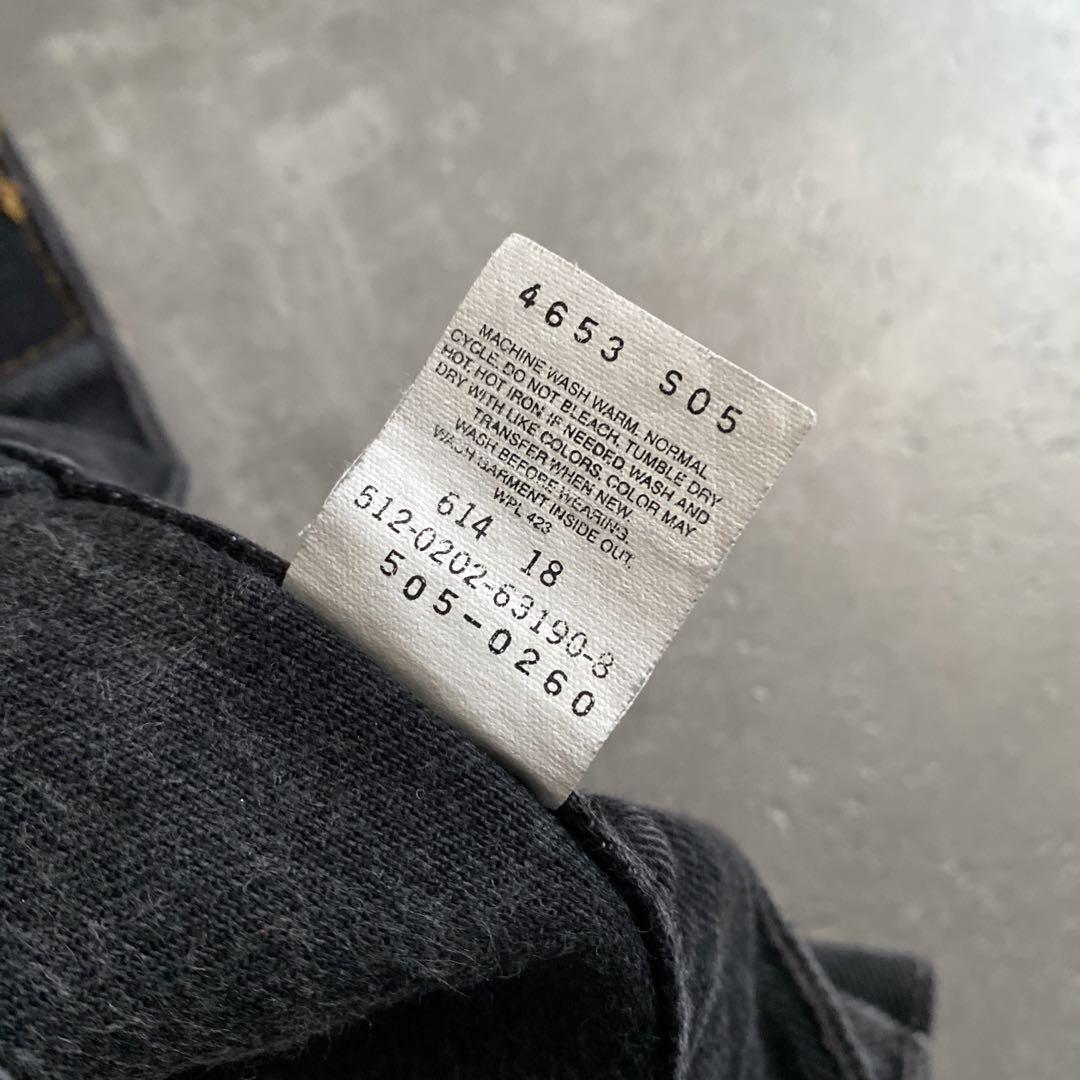 4653 S05
MACHINE WASH WARM, NORMAL
CYCLE. DO NOT BLEACH. TUMBLE DRY
HOT. HOT IRON IF NEEDED. WASH AND
DRY WITH LIKE COLORS. COLOR MAY
TRANSFER WHEN NEW.
WASH BEFORE WEARING.
WASH GARMENT INSIDE OUT.
WPL 423
614 18
512-0202-63190-8
505-0260